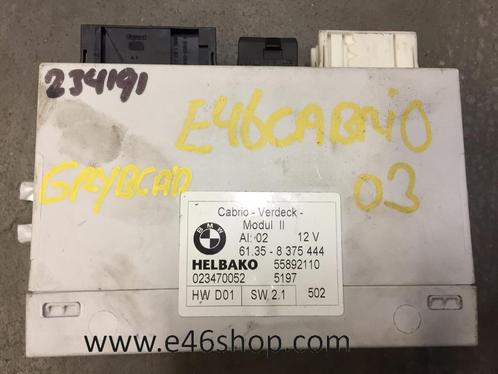 234191
E46CABRIO
03
Cabrio - Verdeck -
Modul II
BMW
AI: 02 12 V
61.35 - 8 375 444
HELBAKO 55892110
023470052 5197
HW D01 SW 2.1 502
www.e46shop.com